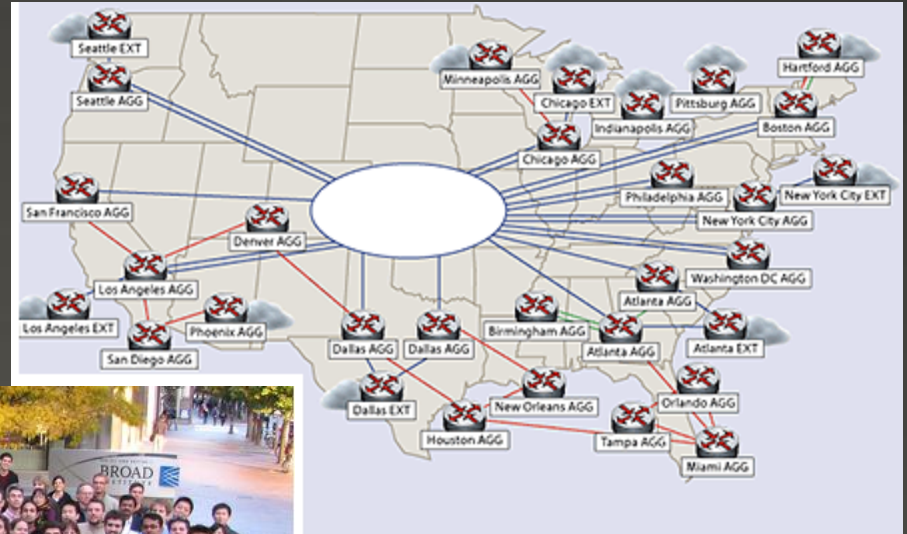 Seattle EXT
Seattle AGG
Minneapolis AGG
Chicago EXT
Indianapolis AGG
Pittsburg AGG
Hartford AGG
Boston AGG
Chicago AGG
San Francisco AGG
Denver AGG
Philadelphia AGG
New York City EXT
New York City AGG
Los Angeles AGG
Washington DC AGG
Atlanta AGG
Los Angeles EXT
Phoenix AGG
San Diego AGG
Dallas AGG
Dallas AGG
Birmingham AGG
Atlanta AGG
Atlanta EXT
Dallas EXT
New Orleans AGG
Orlando AGG
Houston AGG
Tampa AGG
Miami AGG
BROAD